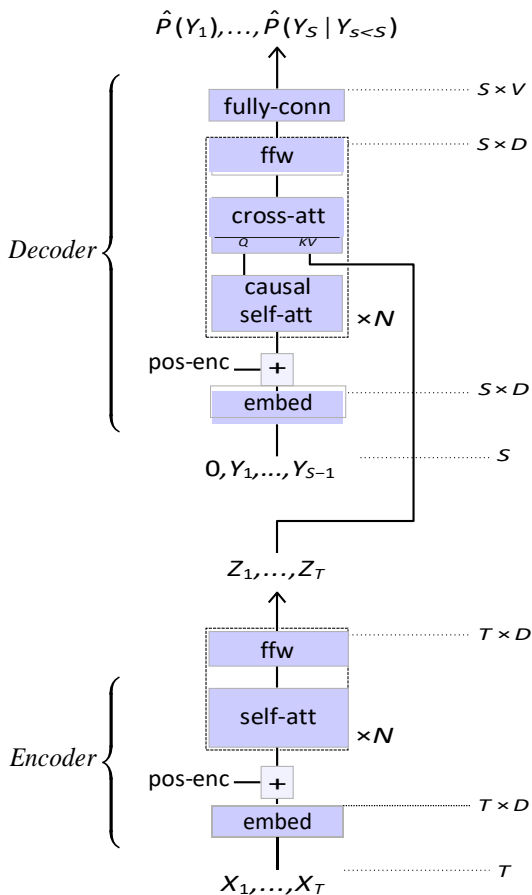 P̂(Y₁),..., P̂(Y_S | Y_{s<S})
S × V
fully-conn
S × D
ffw
cross-att
Q KV
Decoder
causal
self-att
×N
pos-enc +
S × D
embed
0, Y₁,..., Y_{S−1}
S
Z₁,..., Z_T
T × D
ffw
self-att
×N
Encoder
pos-enc +
T × D
embed
X₁,..., X_T
T